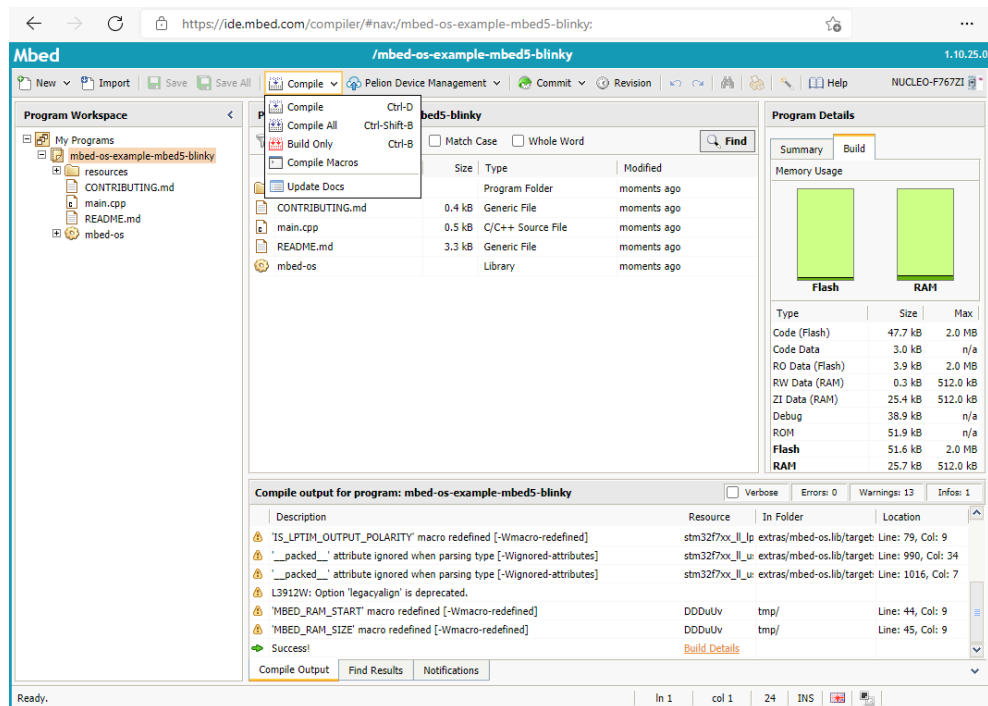 https://ide.mbed.com/compiler/#nav:/mbed-os-example-mbed5-blinky;
Mbed /mbed-os-example-mbed5-blinky 1.10.25.0
New Import Save Save All Compile Pelion Device Management Commit Revision Help NUCLEO-F767ZI
Program Workspace
My Programs
mbed-os-example-mbed5-blinky
resources
CONTRIBUTING.md
main.cpp
README.md
mbed-os
Compile Ctrl-D
Compile All Ctrl-Shift-B
Build Only Ctrl-B
Compile Macros
Update Docs
P bed5-blinky
Match Case Whole Word Find
Size Type Modified
Program Folder moments ago
CONTRIBUTING.md 0.4 kB Generic File moments ago
main.cpp 0.5 kB C/C++ Source File moments ago
README.md 3.3 kB Generic File moments ago
mbed-os Library moments ago
Program Details
Summary Build
Memory Usage
Flash RAM
Type Size Max
Code (Flash) 47.7 kB 2.0 MB
Code Data 3.0 kB n/a
RO Data (Flash) 3.9 kB 2.0 MB
RW Data (RAM) 0.3 kB 512.0 kB
ZI Data (RAM) 25.4 kB 512.0 kB
Debug 38.9 kB n/a
ROM 51.9 kB n/a
Flash 51.6 kB 2.0 MB
RAM 25.7 kB 512.0 kB
Compile output for program: mbed-os-example-mbed5-blinky Verbose Errors: 0 Warnings: 13 Infos: 1
Description Resource In Folder Location
'IS_LPTIM_OUTPUT_POLARITY' macro redefined [-Wmacro-redefined] stm32f7xx_ll_lp extras/mbed-os.lib/target: Line: 79, Col: 9
'__packed__' attribute ignored when parsing type [-Wignored-attributes] stm32f7xx_ll_u: extras/mbed-os.lib/target: Line: 990, Col: 34
'__packed__' attribute ignored when parsing type [-Wignored-attributes] stm32f7xx_ll_u: extras/mbed-os.lib/target: Line: 1016, Col: 7
L3912W: Option 'legacyalign' is deprecated.
'MBED_RAM_START' macro redefined [-Wmacro-redefined] DDDuUv tmp/ Line: 44, Col: 9
'MBED_RAM_SIZE' macro redefined [-Wmacro-redefined] DDDuUv tmp/ Line: 45, Col: 9
Success! Build Details
Compile Output Find Results Notifications
Ready. ln 1 col 1 24 INS